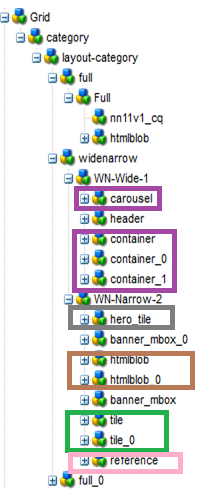 Grid
category
layout-category
full
Full
nn11v1_cq
htmlblob
widenarrow
WN-Wide-1
carousel
header
container
container_0
container_1
WN-Narrow-2
hero_tile
banner_mbox_0
htmlblob
htmlblob_0
banner_mbox
tile
tile_0
reference
full_0